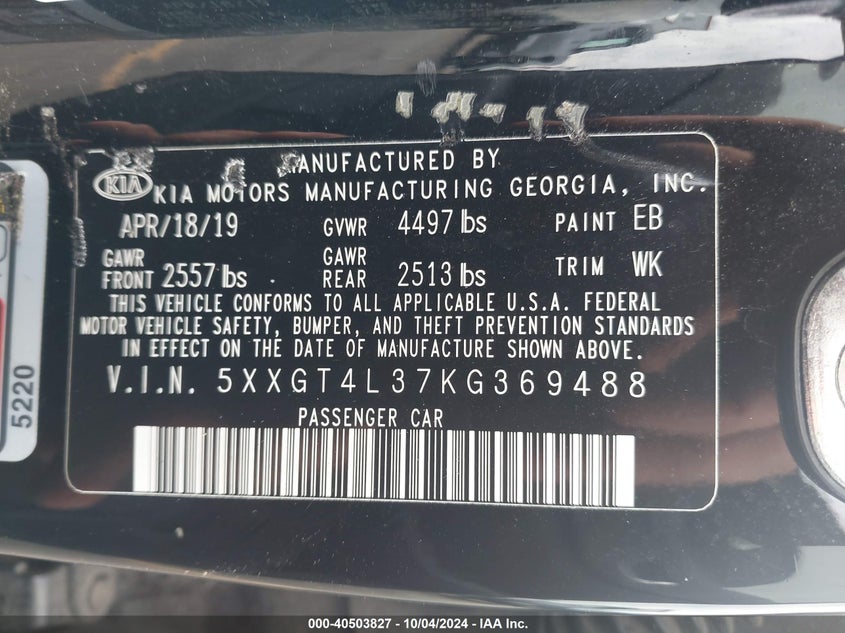 MANUFACTURED BY
KIA KIA MOTORS MANUFACTURING GEORGIA, INC.
APR/18/19 GVWR 4497 lbs PAINT EB
GAWR FRONT 2557 lbs GAWR REAR 2513 lbs TRIM WK
THIS VEHICLE CONFORMS TO ALL APPLICABLE U.S.A. FEDERAL
MOTOR VEHICLE SAFETY, BUMPER, AND THEFT PREVENTION STANDARDS
IN EFFECT ON THE DATE OF MANUFACTURE SHOWN ABOVE.
V.I.N. 5XXGT4L37KG369488
PASSENGER CAR
5220
000-40503827 - 10/04/2024 - IAA Inc.